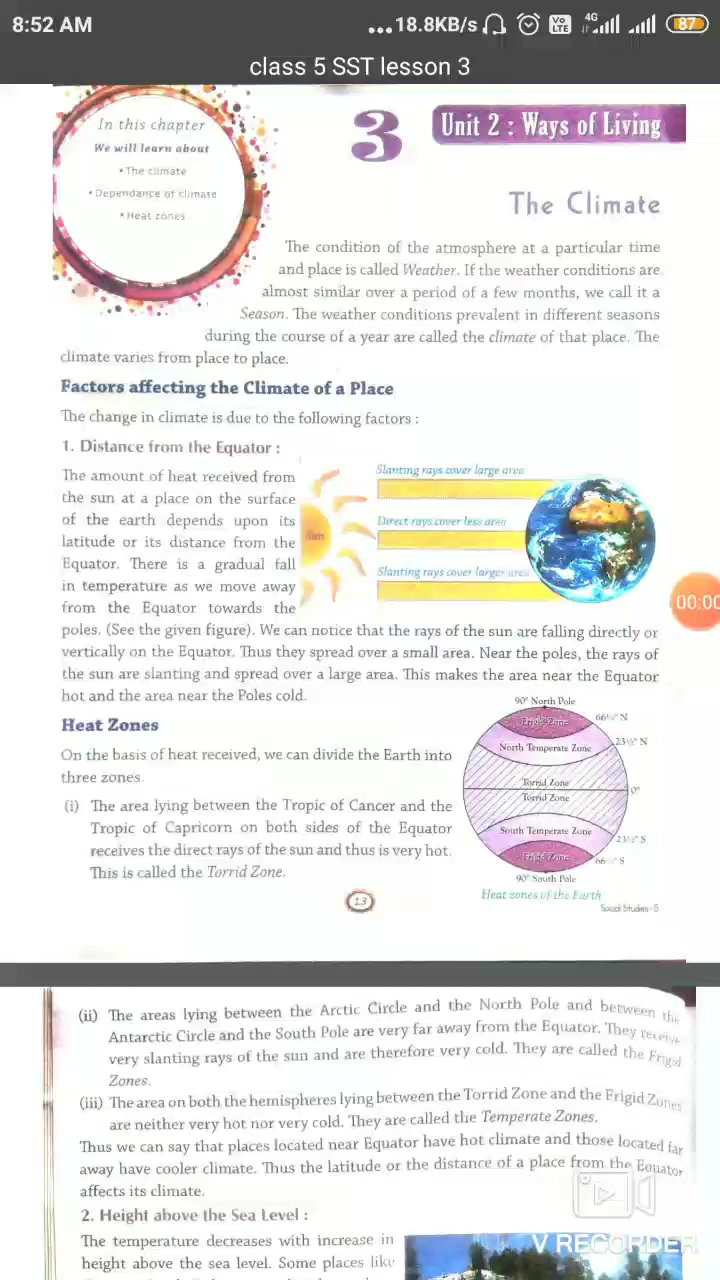 8:52 AM
...18.8KB/s
Vo LTE
4G
87
class 5 SST lesson 3
In this chapter
We will learn about
• The climate
• Dependance of climate
• Heat zones
3
Unit 2 : Ways of Living
The Climate
The condition of the atmosphere at a particular time
and place is called Weather. If the weather conditions are
almost similar over a period of a few months, we call it a
Season. The weather conditions prevalent in different seasons
during the course of a year are called the climate of that place. The
climate varies from place to place.
Factors affecting the Climate of a Place
The change in climate is due to the following factors :
1. Distance from the Equator :
The amount of heat received from
the sun at a place on the surface
of the earth depends upon its
latitude or its distance from the
Equator. There is a gradual fall
in temperature as we move away
from the Equator towards the
poles. (See the given figure). We can notice that the rays of the sun are falling directly or
vertically on the Equator. Thus they spread over a small area. Near the poles, the rays of
the sun are slanting and spread over a large area. This makes the area near the Equator
hot and the area near the Poles cold.
Slanting rays cover large area
Direct rays cover less area
Slanting rays cover larger area
Sun
00:00
Heat Zones
On the basis of heat received, we can divide the Earth into
three zones.
(i) The area lying between the Tropic of Cancer and the
Tropic of Capricorn on both sides of the Equator
receives the direct rays of the sun and thus is very hot.
This is called the Torrid Zone.
90° North Pole
Frigid Zone
66½° N
23½° N
North Temperate Zone
Torrid Zone
0°
Torrid Zone
South Temperate Zone
23½° S
Frigid Zone
66½° S
90° South Pole
Heat zones of the Earth
13
Social Studies-5
(ii) The areas lying between the Arctic Circle and the North Pole and between the
Antarctic Circle and the South Pole are very far away from the Equator. They receive
very slanting rays of the sun and are therefore very cold. They are called the Frigid
Zones.
(iii) The area on both the hemispheres lying between the Torrid Zone and the Frigid Zones
are neither very hot nor very cold. They are called the Temperate Zones.
Thus we can say that places located near Equator have hot climate and those located far
away have cooler climate. Thus the latitude or the distance of a place from the Equator
affects its climate.
2. Height above the Sea Level :
The temperature decreases with increase in
height above the sea level. Some places like
V RECORDER